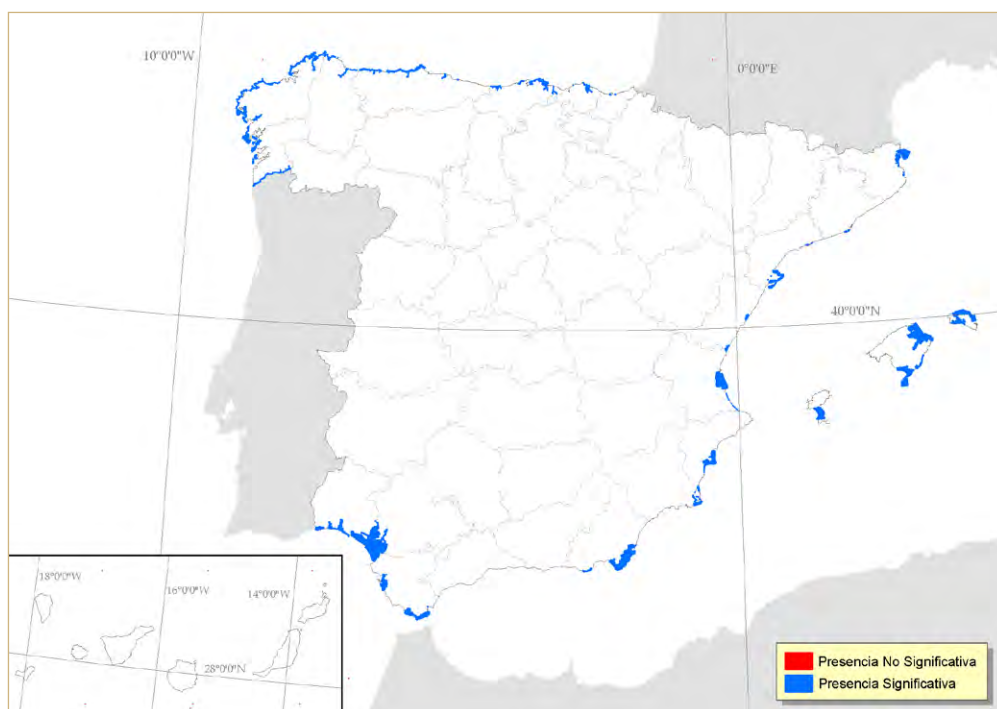 10°0'0"W
0°0'0"E
40°0'0"N
18°0'0"W
16°0'0"W
14°0'0"W
28°0'0"N
Presencia No Significativa
Presencia Significativa